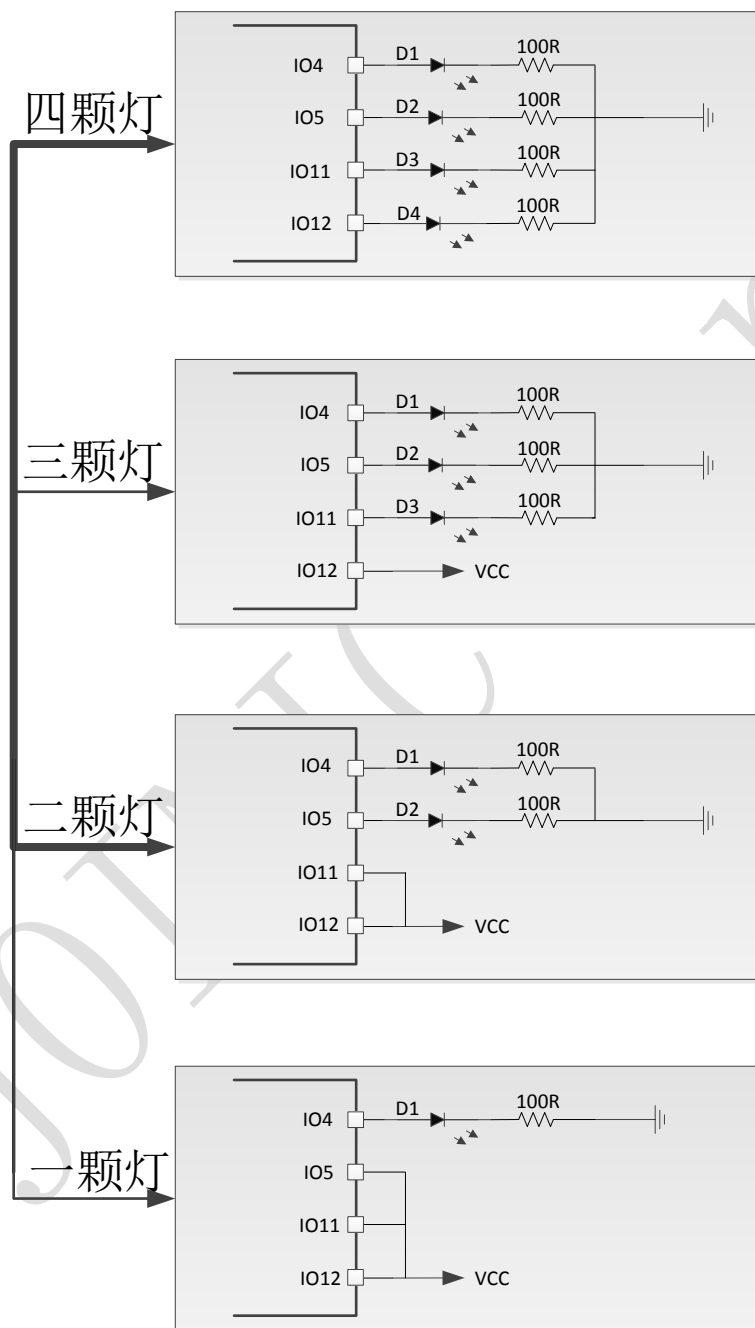 四颗灯
IO4 D1 100R
IO5 D2 100R
IO11 D3 100R
IO12 D4 100R
三颗灯
IO4 D1 100R
IO5 D2 100R
IO11 D3 100R
IO12 VCC
二颗灯
IO4 D1 100R
IO5 D2 100R
IO11
IO12 VCC
一颗灯
IO4 D1 100R
IO5
IO11
IO12 VCC